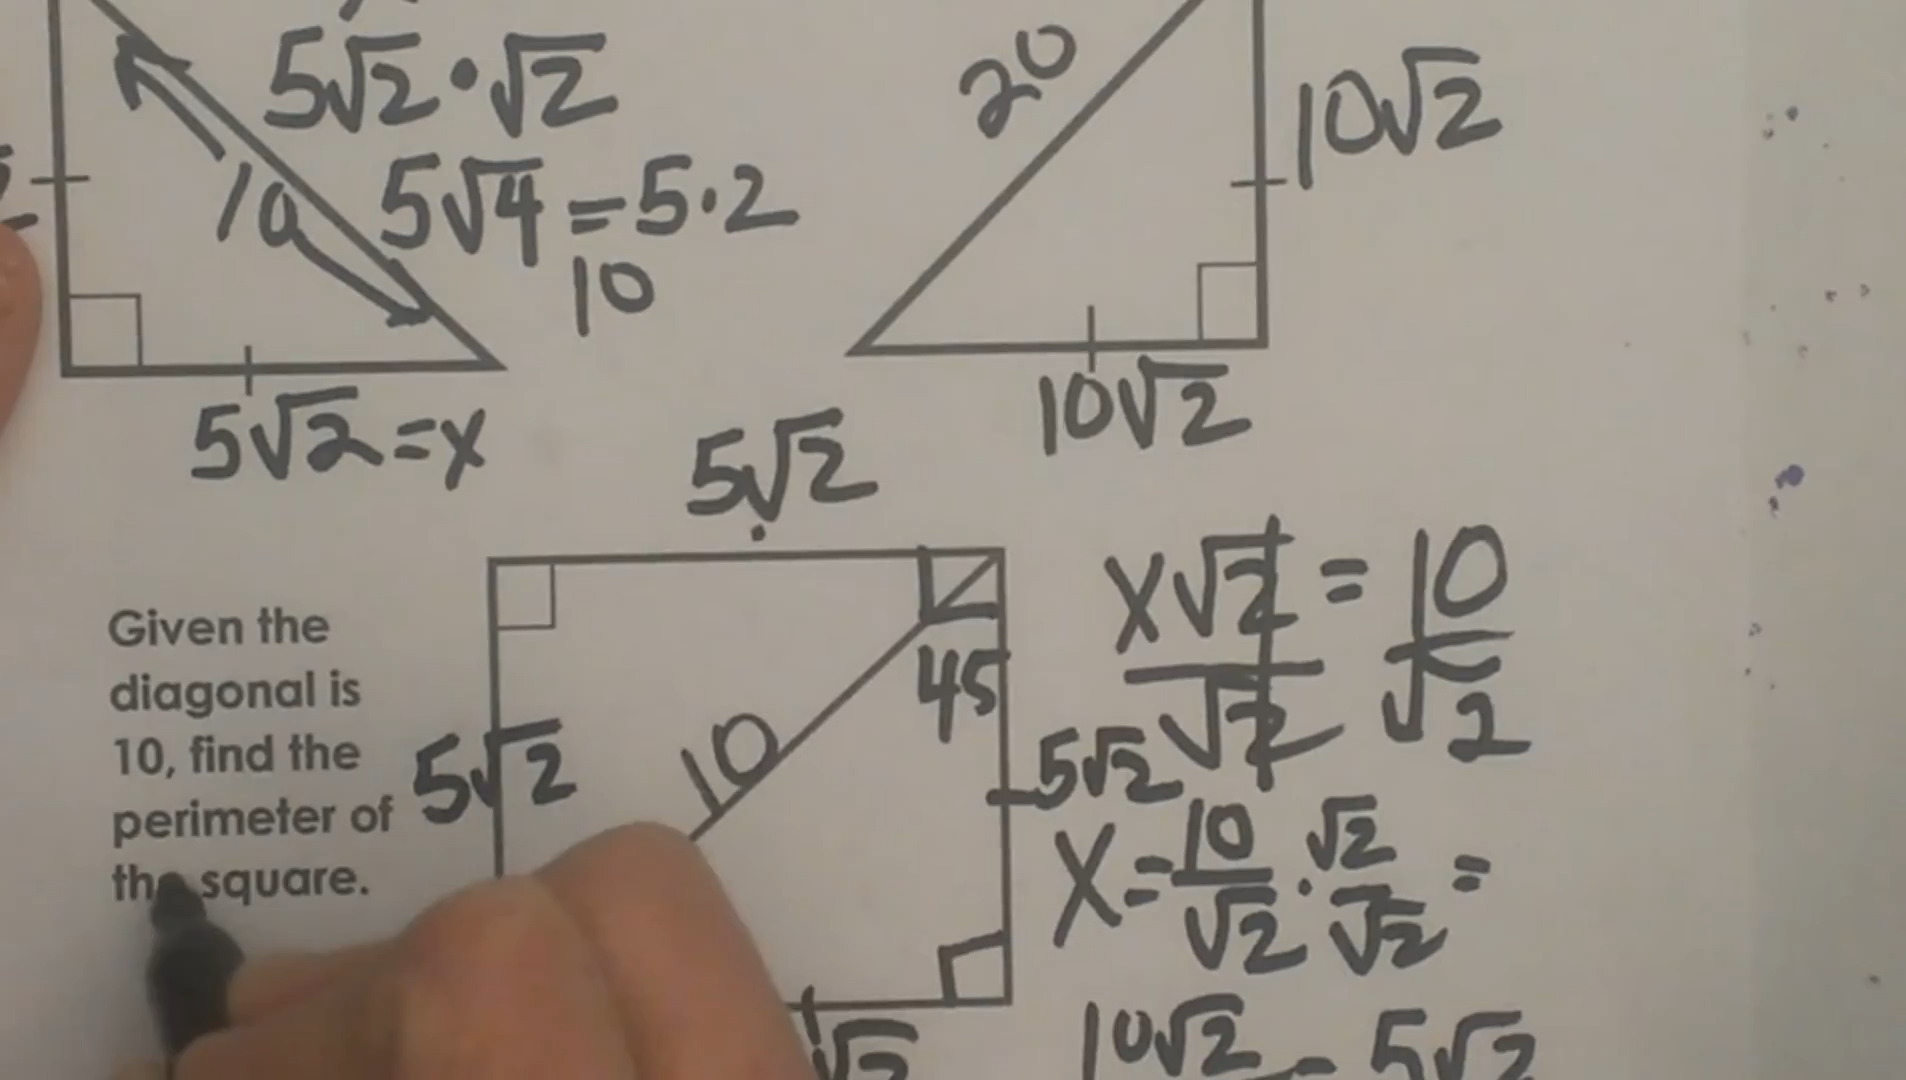 5√2 · √2
5√4 = 5·2
10
10
5√2 = x
20
10√2
10√2
Given the
diagonal is
10, find the
perimeter of
the square.
5√2
5√2
10
45
5√2
x√2 = 10
√2 √2
x = 10 · √2 =
√2 √2
10√2 = 5√2